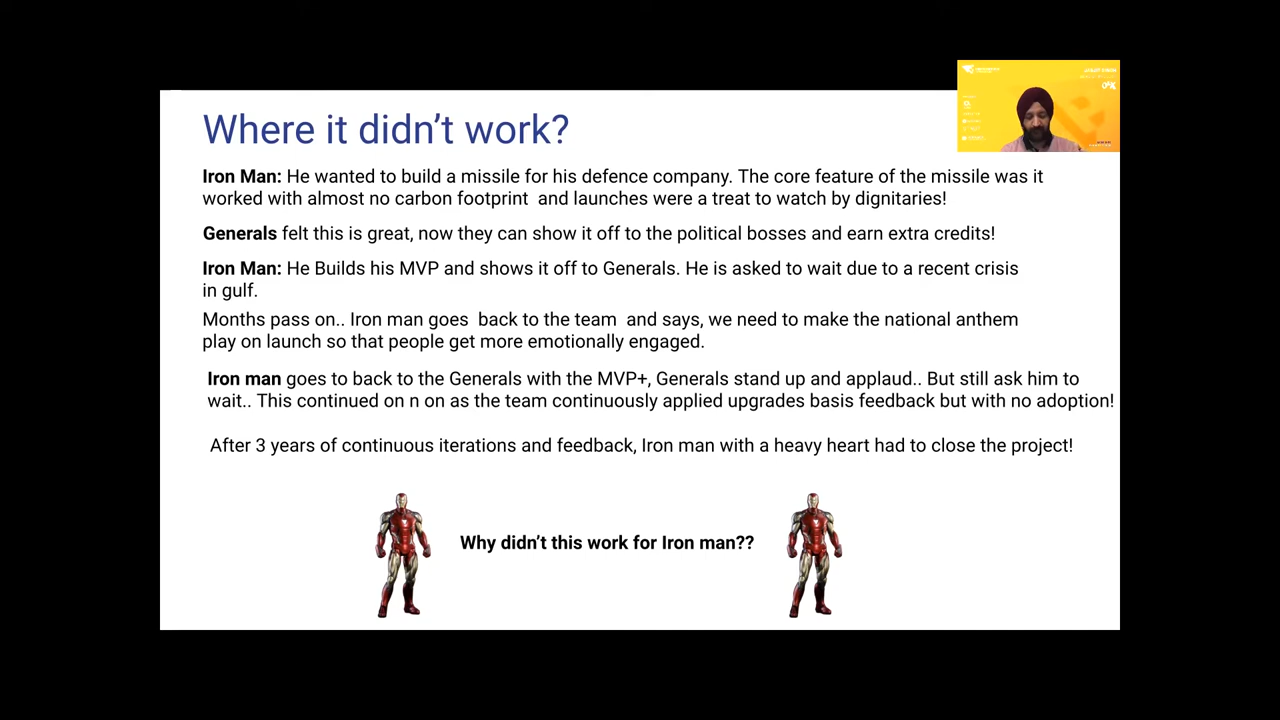 Where it didn't work?
Iron Man: He wanted to build a missile for his defence company. The core feature of the missile was it
worked with almost no carbon footprint  and launches were a treat to watch by dignitaries!
Generals felt this is great, now they can show it off to the political bosses and earn extra credits!
Iron Man: He Builds his MVP and shows it off to Generals. He is asked to wait due to a recent crisis
in gulf.
Months pass on.. Iron man goes  back to the team  and says, we need to make the national anthem
play on launch so that people get more emotionally engaged.
Iron man goes to back to the Generals with the MVP+, Generals stand up and applaud.. But still ask him to
wait.. This continued on n on as the team continuously applied upgrades basis feedback but with no adoption!
After 3 years of continuous iterations and feedback, Iron man with a heavy heart had to close the project!
Why didn't this work for Iron man??